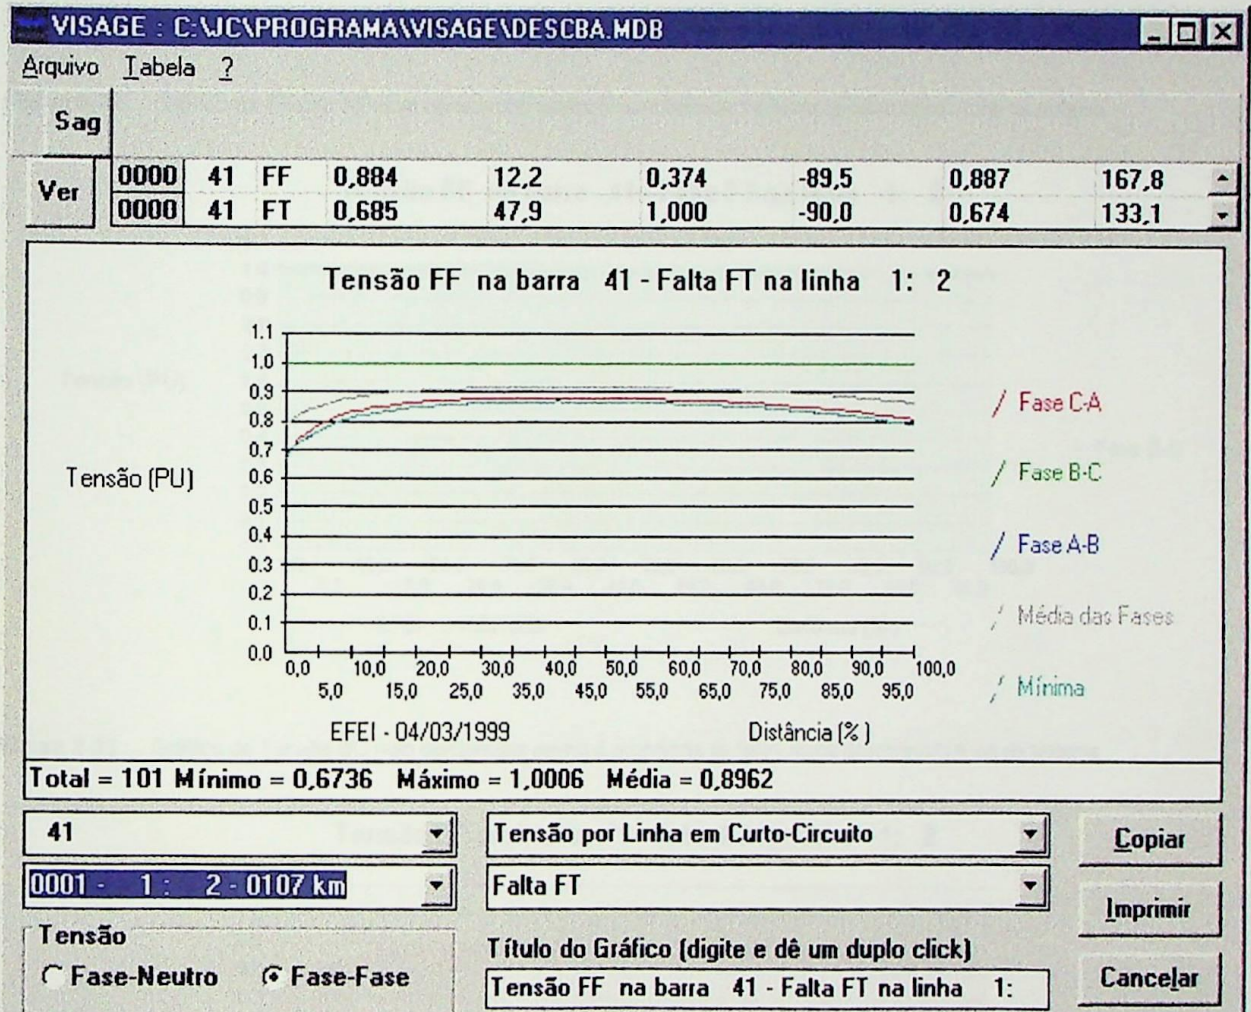 VISAGE : C:\JC\PROGRAMA\VISAGE\DESCBA.MDB
Arquivo Tabela ?
Sag
Ver
0000 41 FF 0,884 12,2 0,374 -89,5 0,887 167,8
0000 41 FT 0,685 47,9 1,000 -90,0 0,674 133,1
Tensão FF na barra 41 - Falta FT na linha 1: 2
1.1
1.0
0.9
0.8
0.7
0.6
0.5
0.4
0.3
0.2
0.1
0.0
Tensão (PU)
0,0 10,0 20,0 30,0 40,0 50,0 60,0 70,0 80,0 90,0 100,0
5,0 15,0 25,0 35,0 45,0 55,0 65,0 75,0 85,0 95,0
EFEI - 04/03/1999 Distância (%)
Fase C-A
Fase B-C
Fase A-B
Média das Fases
Mínima
Total = 101 Mínimo = 0,6736 Máximo = 1,0006 Média = 0,8962
41
Tensão por Linha em Curto-Circuito
Copiar
0001 - 1 : 2 - 0107 km
Falta FT
Imprimir
Tensão
Fase-Neutro Fase-Fase
Título do Gráfico (digite e dê um duplo click)
Tensão FF na barra 41 - Falta FT na linha 1:
Cancelar